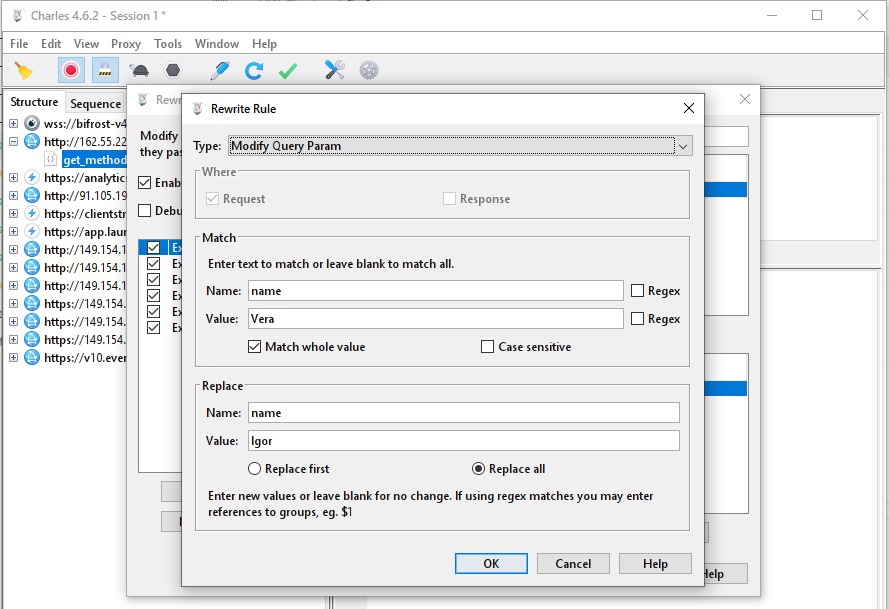 Charles 4.6.2 - Session 1 *
File Edit View Proxy Tools Window Help
Structure Sequence
wss://bifrost-v4
http://162.55.22
{} get_method
https://analytics
http://91.105.19
https://clientstr
https://app.laur
http://149.154.1
http://149.154.1
http://149.154.1
https://149.154.
https://149.154.
https://149.154.
https://v10.ever
Rewr
Modify
they pas
Enab
Debu
Ex
Ex
Ex
Ex
Ex
Ex
Help
Rewrite Rule
Type: Modify Query Param
Where
Request Response
Match
Enter text to match or leave blank to match all.
Name: name Regex
Value: Vera Regex
Match whole value Case sensitive
Replace
Name: name
Value: Igor
Replace first Replace all
Enter new values or leave blank for no change. If using regex matches you may enter
references to groups, eg. $1
OK Cancel Help